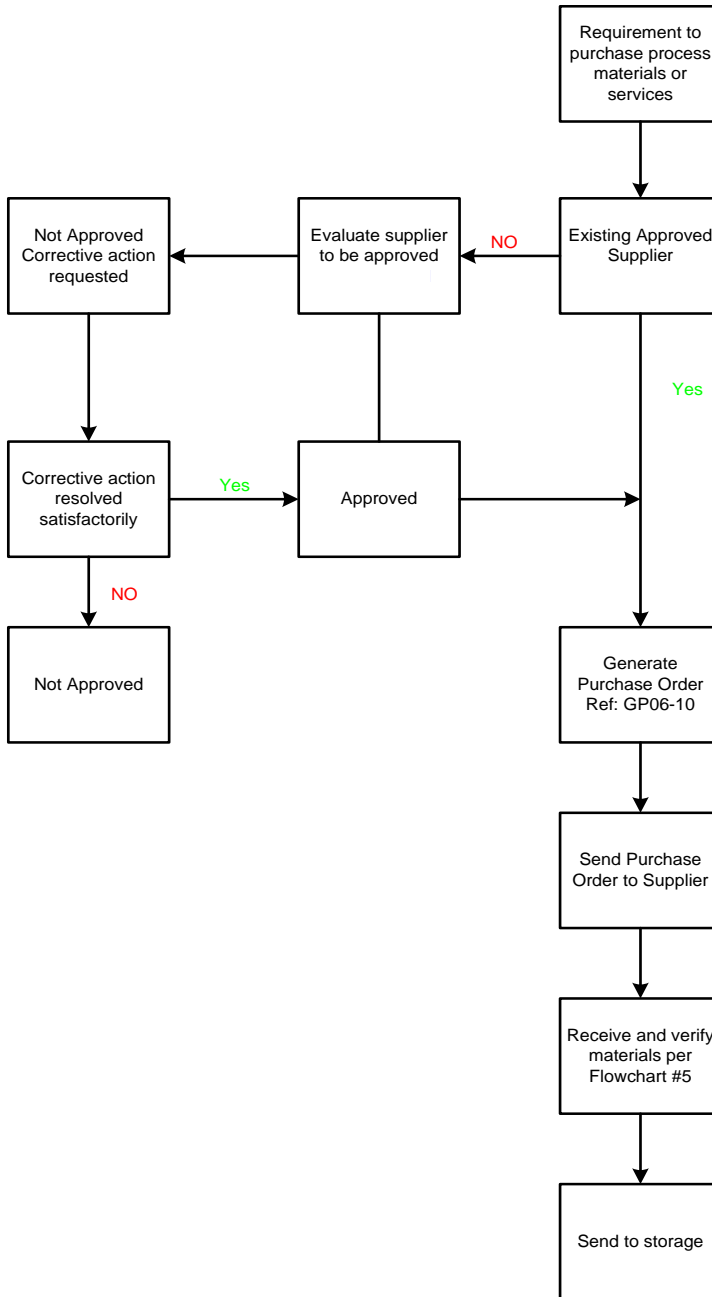 Requirement to
purchase process
materials or
services
Not Approved
Corrective action
requested
Evaluate supplier
to be approved
NO
Existing Approved
Supplier
Yes
Corrective action
resolved
satisfactorily
Yes
Approved
NO
Not Approved
Generate
Purchase Order
Ref: GP06-10
Send Purchase
Order to Supplier
Receive and verify
materials per
Flowchart #5
Send to storage